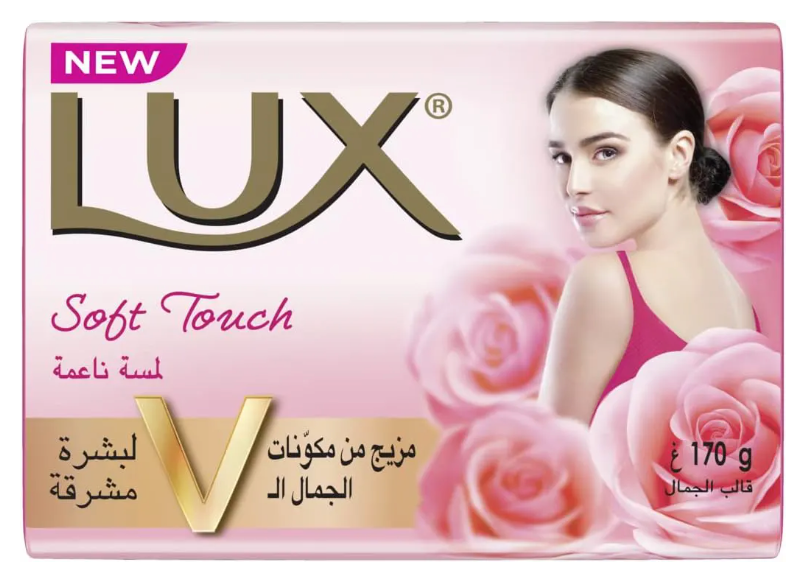 NEW
LUX®
Soft Touch
لمسة ناعمة
مزيج من مكوّنات
الجمال الـ
V
لبشرة
مشرقة
170 g غ
قالب الجمال